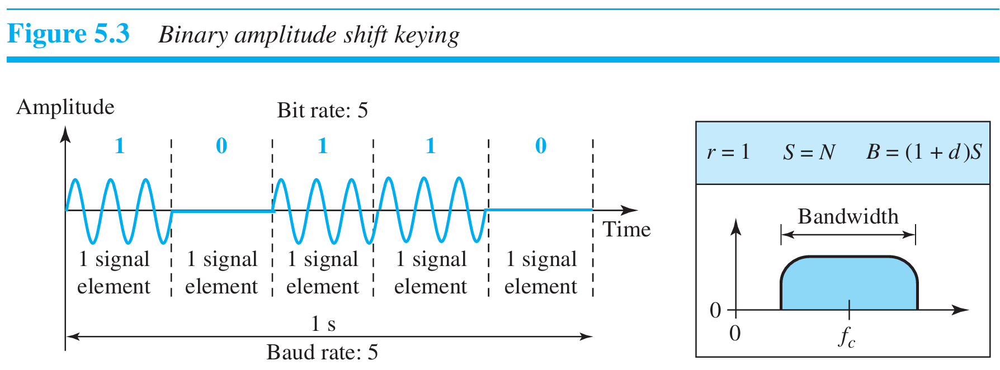 Figure 5.3 Binary amplitude shift keying
Amplitude
Bit rate: 5
1 0 1 1 0
1 signal element
1 signal element
1 signal element
1 signal element
1 signal element
Time
1 s
Baud rate: 5
r = 1 S = N B = (1 + d)S
Bandwidth
0
0
fc